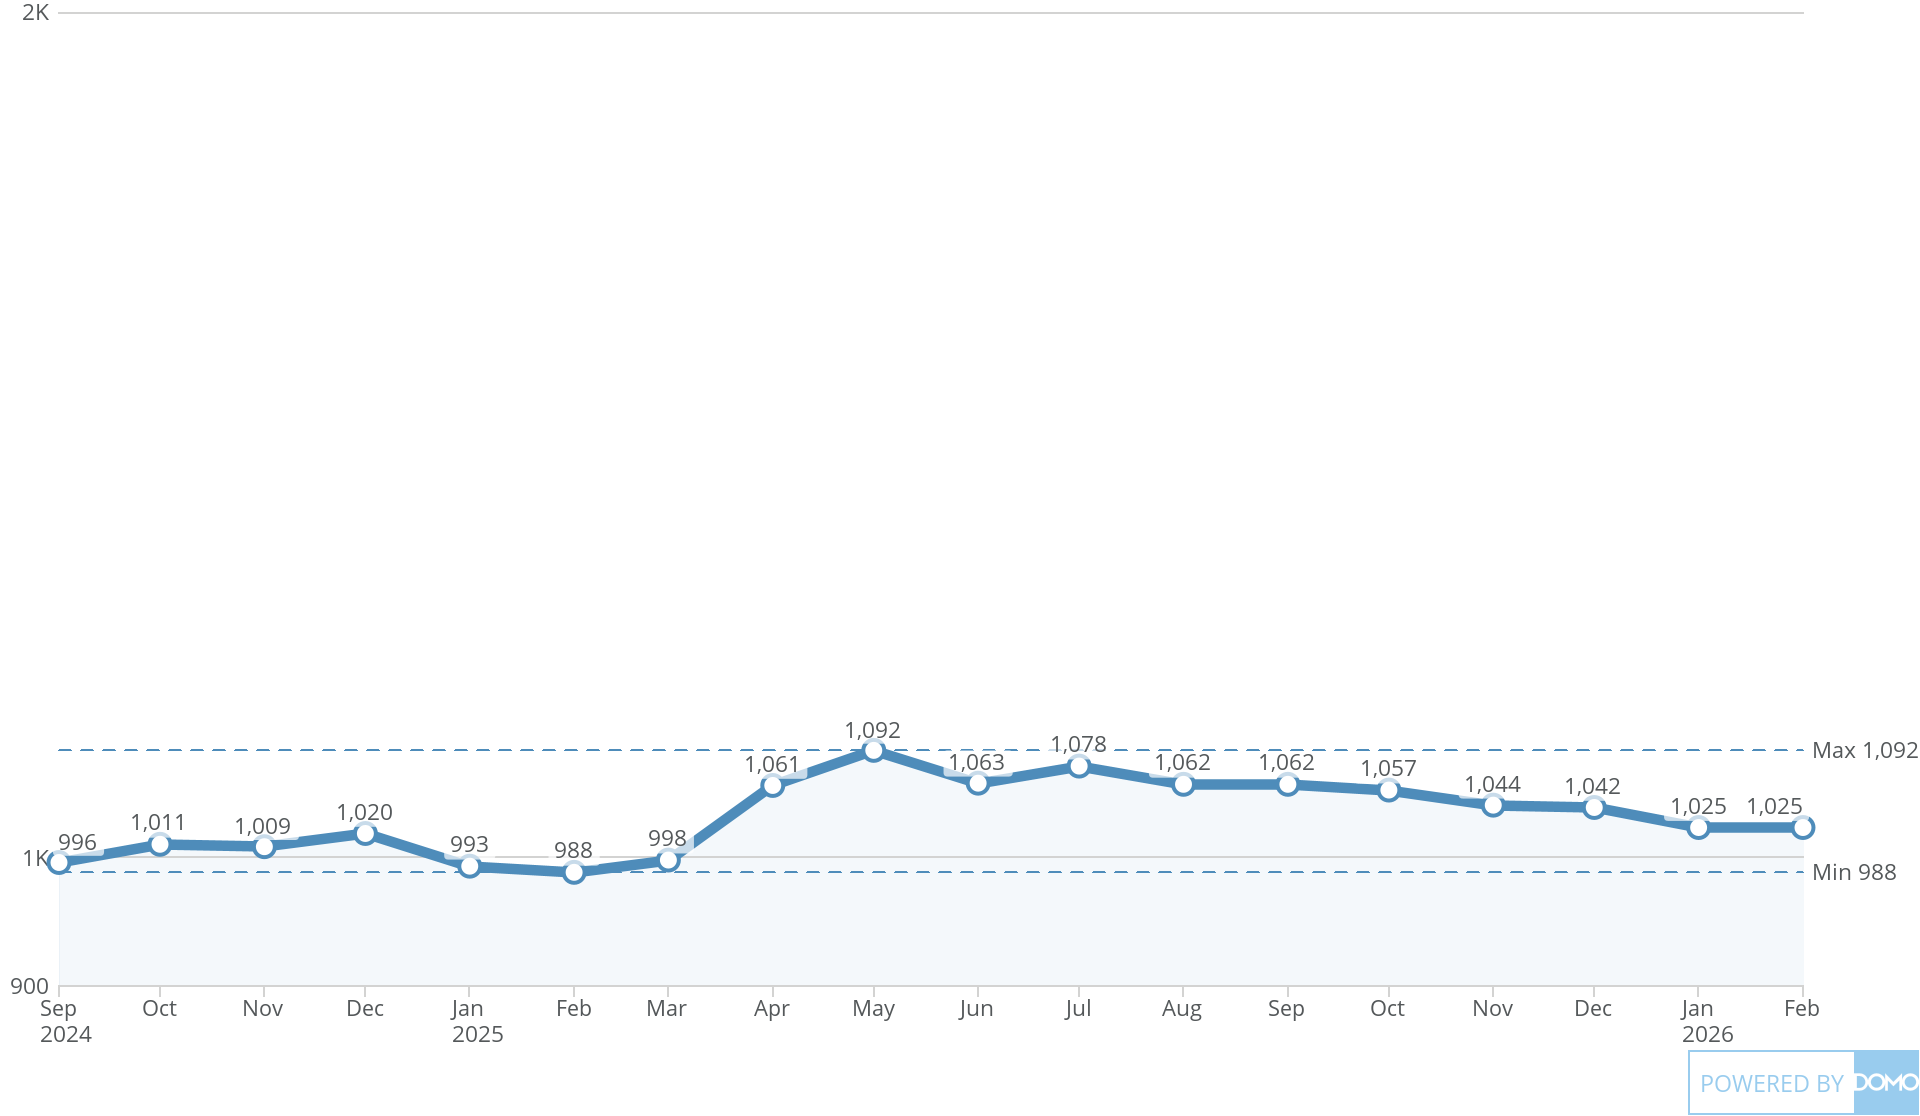 2K
1,092
Max 1,092
1,078
1,061
1,063
1,062
1,062
1,057
1,044
1,042
1,025
1,025
1,020
1,011
1,009
996
993
988
998
1K
Min 988
900
Sep Oct Nov Dec Jan Feb Mar Apr May Jun Jul Aug Sep Oct Nov Dec Jan Feb
2024 2025 2026
POWERED BY DOMO